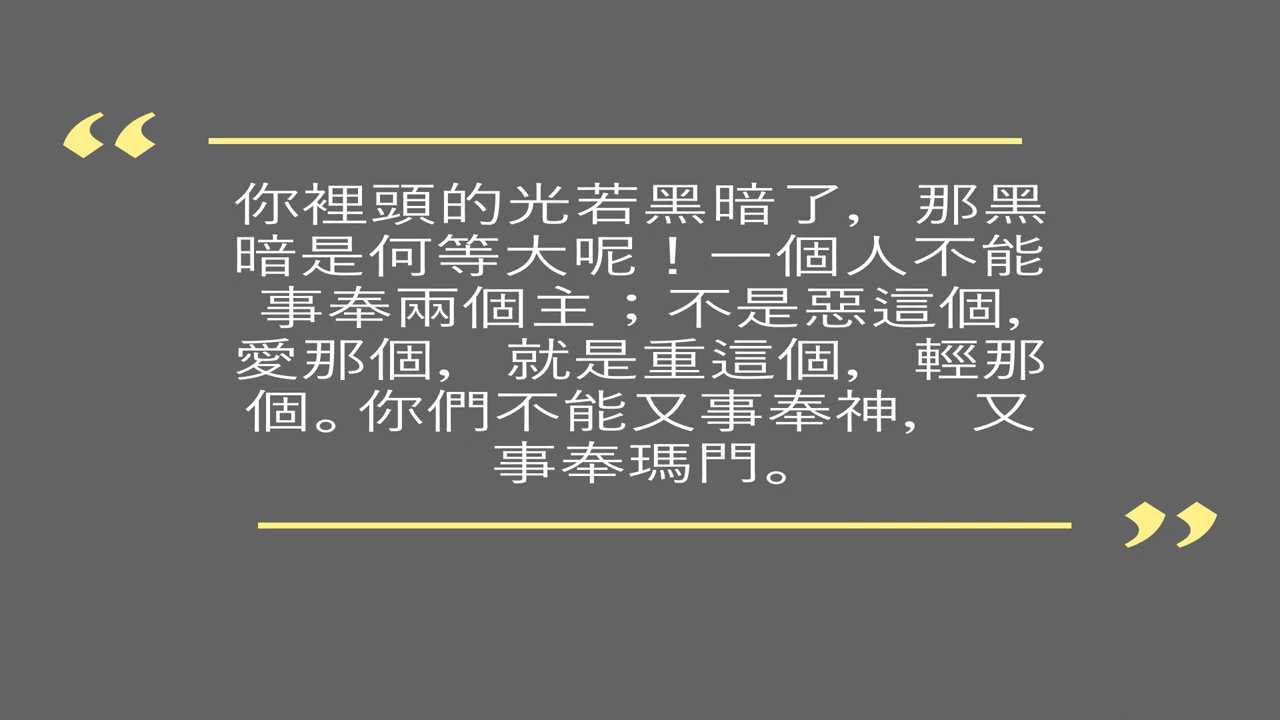 “
你裡頭的光若黑暗了, 那黑
暗是何等大呢！一個人不能
事奉兩個主；不是惡這個,
愛那個, 就是重這個, 輕那
個。你們不能又事奉神, 又
事奉瑪門。
”